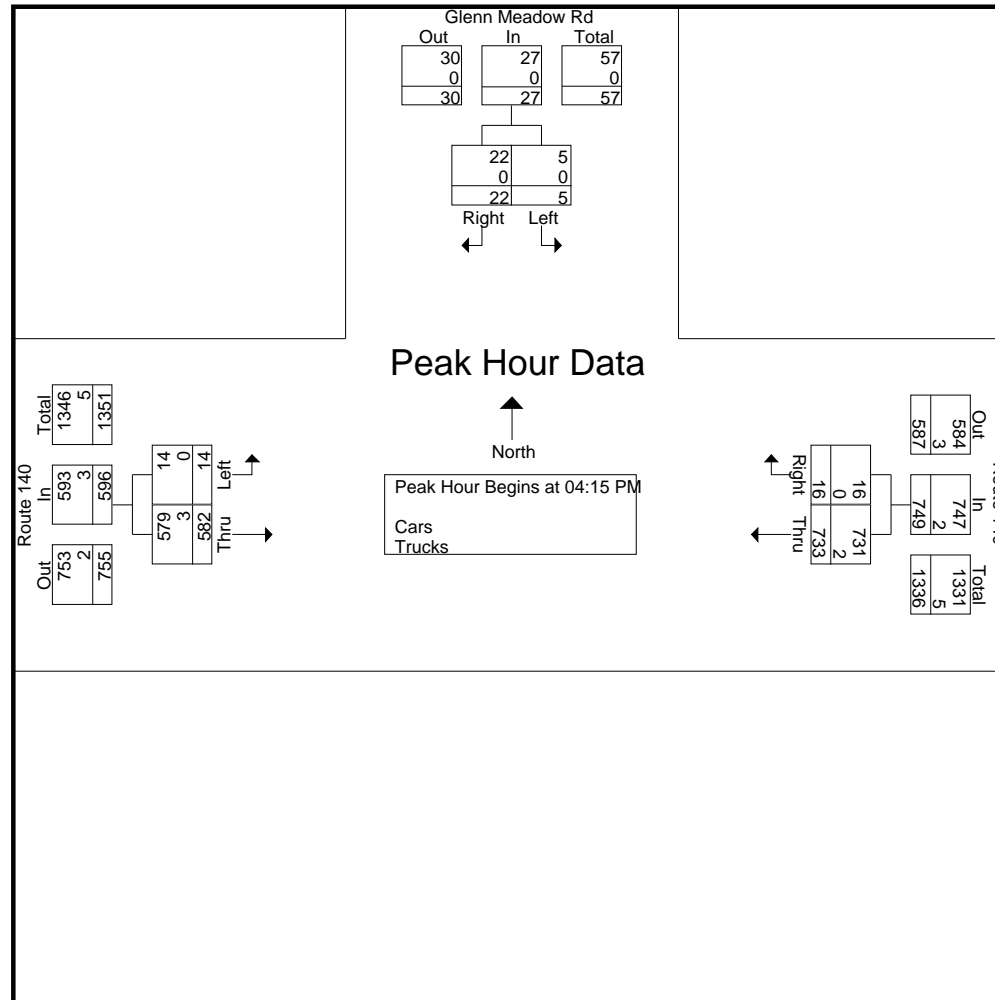 Glenn Meadow Rd
Out In Total
30 27 57
0 0 0
30 27 57
22 5
0 0
22 5
Right Left
Peak Hour Data
North
Peak Hour Begins at 04:15 PM
Cars
Trucks
Route 140
Total
1346
5
1351
In
593
3
596
Out
753
2
755
Left
14
0
14
Thru
579
3
582
Right
16
0
16
Thru
731
2
733
Out
584
3
587
In
747
2
749
Total
1331
5
1336